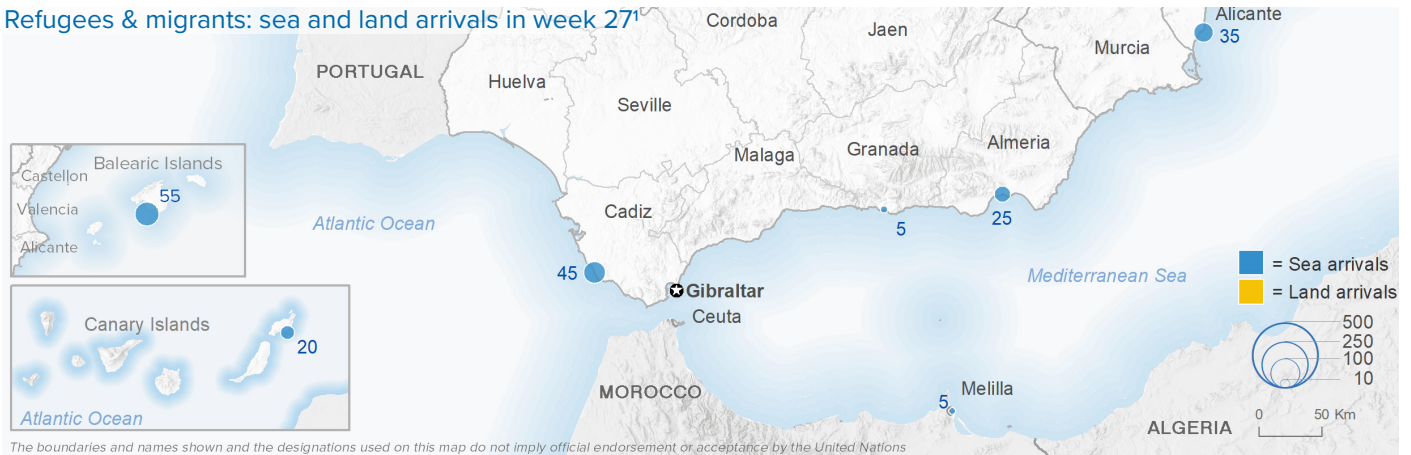 Refugees & migrants: sea and land arrivals in week 27¹
Cordoba
Alicante
35
Jaen
Murcia
PORTUGAL
Huelva
Seville
Almeria
Granada
Malaga
Balearic Islands
Castellon
55
Valencia
Alicante
Cadiz
Atlantic Ocean
5
25
45
Mediterranean Sea
= Sea arrivals
Gibraltar
= Land arrivals
Ceuta
Canary Islands
20
500
250
100
10
MOROCCO
Melilla
5
Atlantic Ocean
0 50 Km
ALGERIA
The boundaries and names shown and the designations used on this map do not imply official endorsement or acceptance by the United Nations